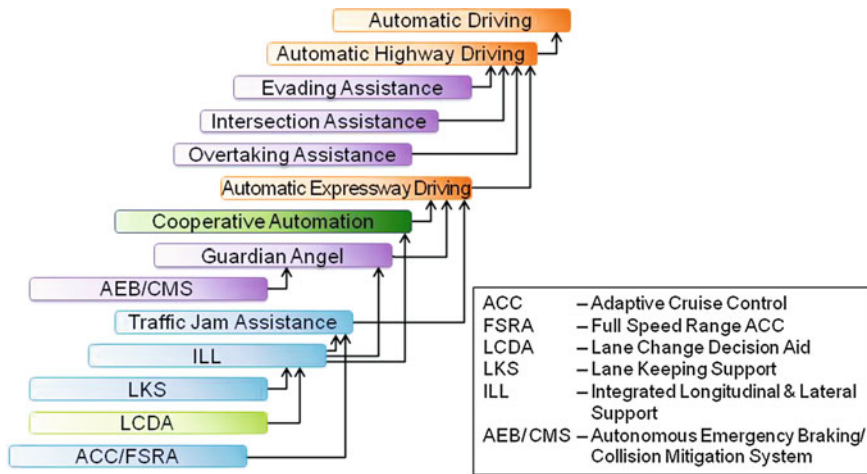 Automatic Driving
Automatic Highway Driving
Evading Assistance
Intersection Assistance
Overtaking Assistance
Automatic Expressway Driving
Cooperative Automation
Guardian Angel
AEB/CMS
Traffic Jam Assistance
ILL
LKS
LCDA
ACC/FSRA
ACC – Adaptive Cruise Control
FSRA – Full Speed Range ACC
LCDA – Lane Change Decision Aid
LKS – Lane Keeping Support
ILL – Integrated Longitudinal & Lateral
Support
AEB/CMS – Autonomous Emergency Braking/
Collision Mitigation System